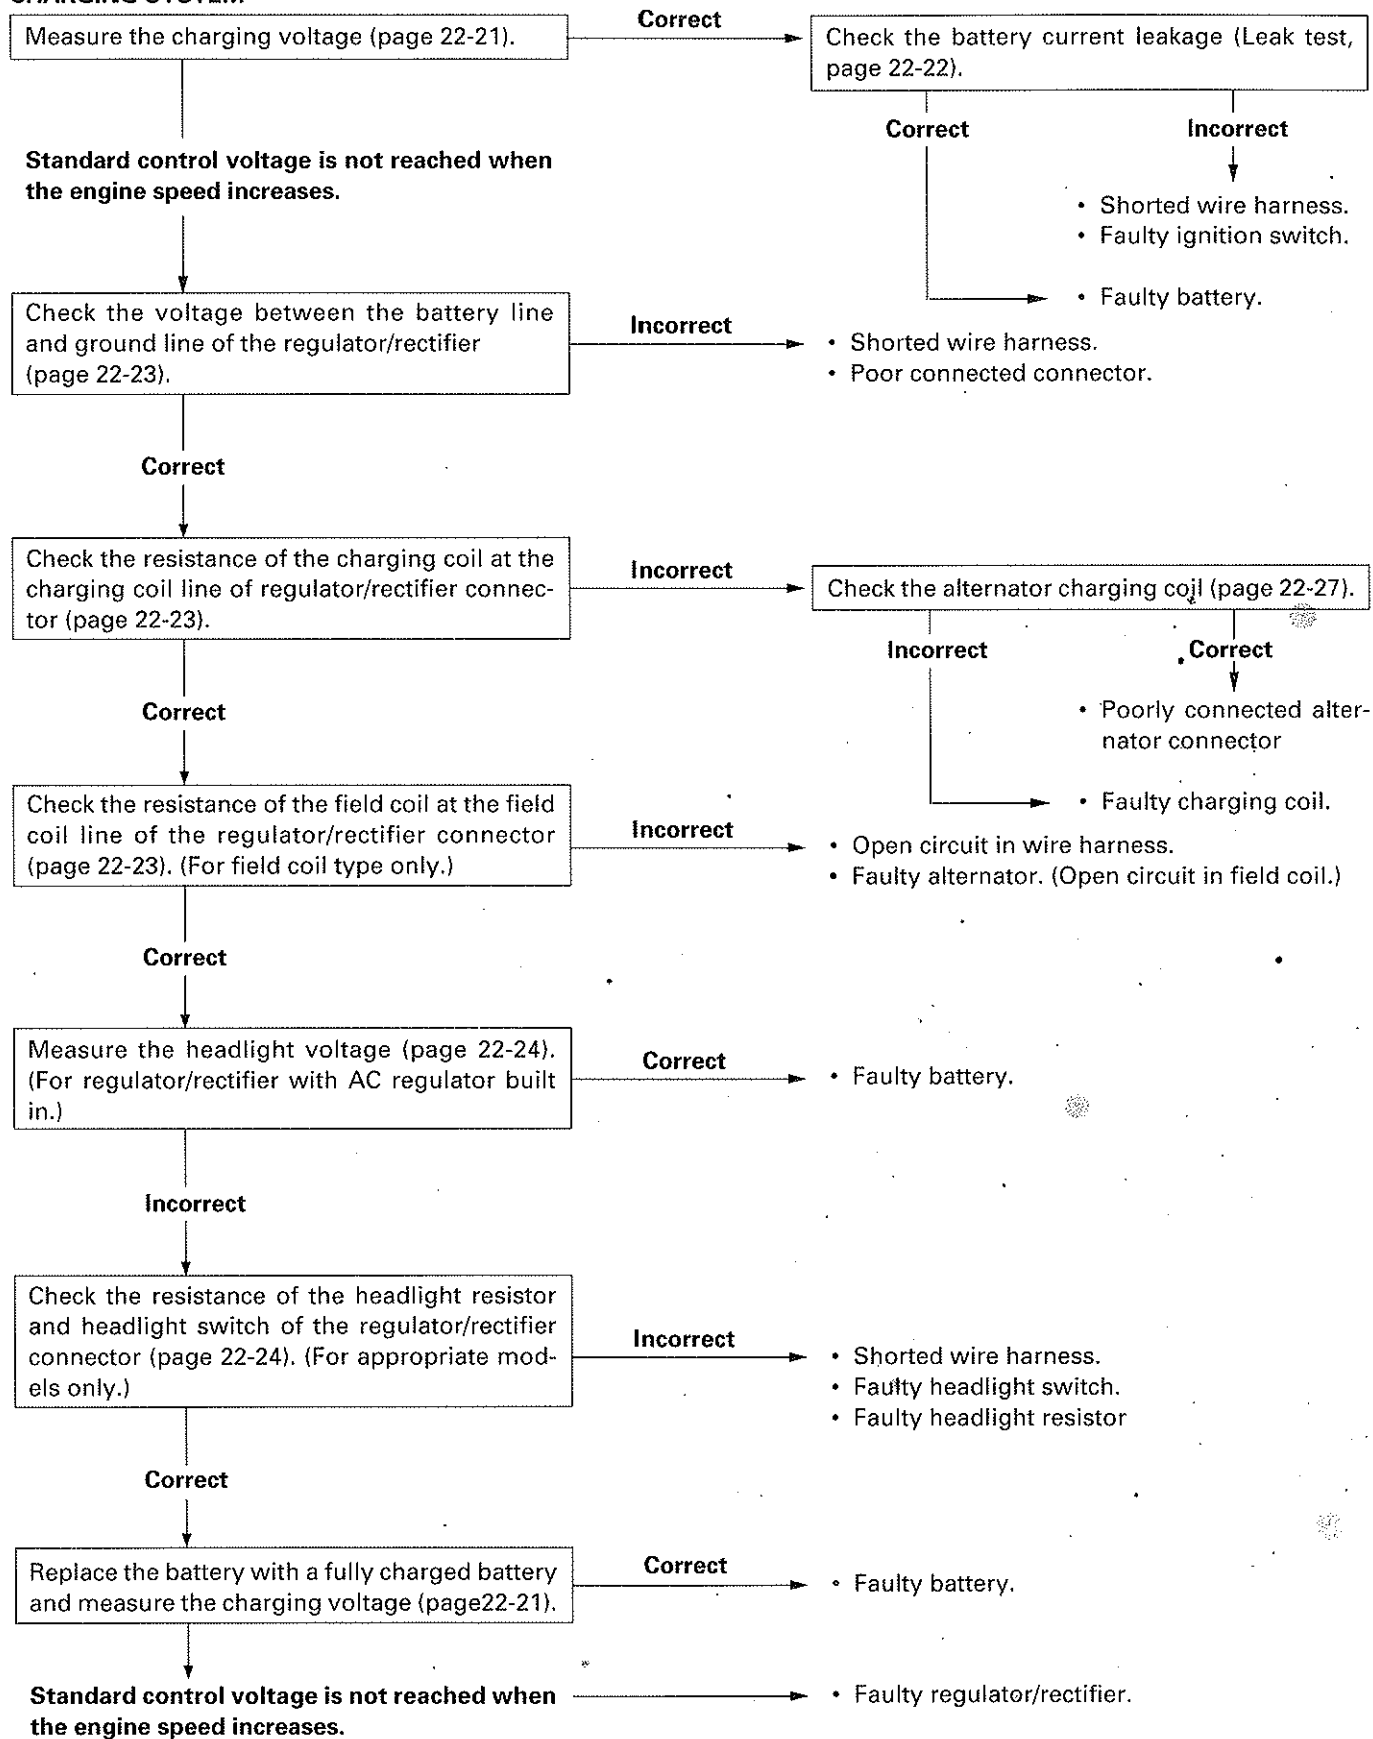 CHARGING SYSTEM
Correct
Measure the charging voltage (page 22-21).
Check the battery current leakage (Leak test,
page 22-22).
Correct
Incorrect
Standard control voltage is not reached when
the engine speed increases.
• Shorted wire harness.
• Faulty ignition switch.
• Faulty battery.
Check the voltage between the battery line
and ground line of the regulator/rectifier
(page 22-23).
Incorrect
• Shorted wire harness.
• Poor connected connector.
Correct
Check the resistance of the charging coil at the
charging coil line of regulator/rectifier connec-
tor (page 22-23).
Incorrect
Check the alternator charging coil (page 22-27).
Incorrect
Correct
• Poorly connected alter-
nator connector
• Faulty charging coil.
Correct
Check the resistance of the field coil at the field
coil line of the regulator/rectifier connector
(page 22-23). (For field coil type only.)
Incorrect
• Open circuit in wire harness.
• Faulty alternator. (Open circuit in field coil.)
Correct
Measure the headlight voltage (page 22-24).
(For regulator/rectifier with AC regulator built
in.)
Correct
• Faulty battery.
Incorrect
Check the resistance of the headlight resistor
and headlight switch of the regulator/rectifier
connector (page 22-24). (For appropriate mod-
els only.)
Incorrect
• Shorted wire harness.
• Faulty headlight switch.
• Faulty headlight resistor
Correct
Replace the battery with a fully charged battery
and measure the charging voltage (page22-21).
Correct
• Faulty battery.
Standard control voltage is not reached when
the engine speed increases.
• Faulty regulator/rectifier.